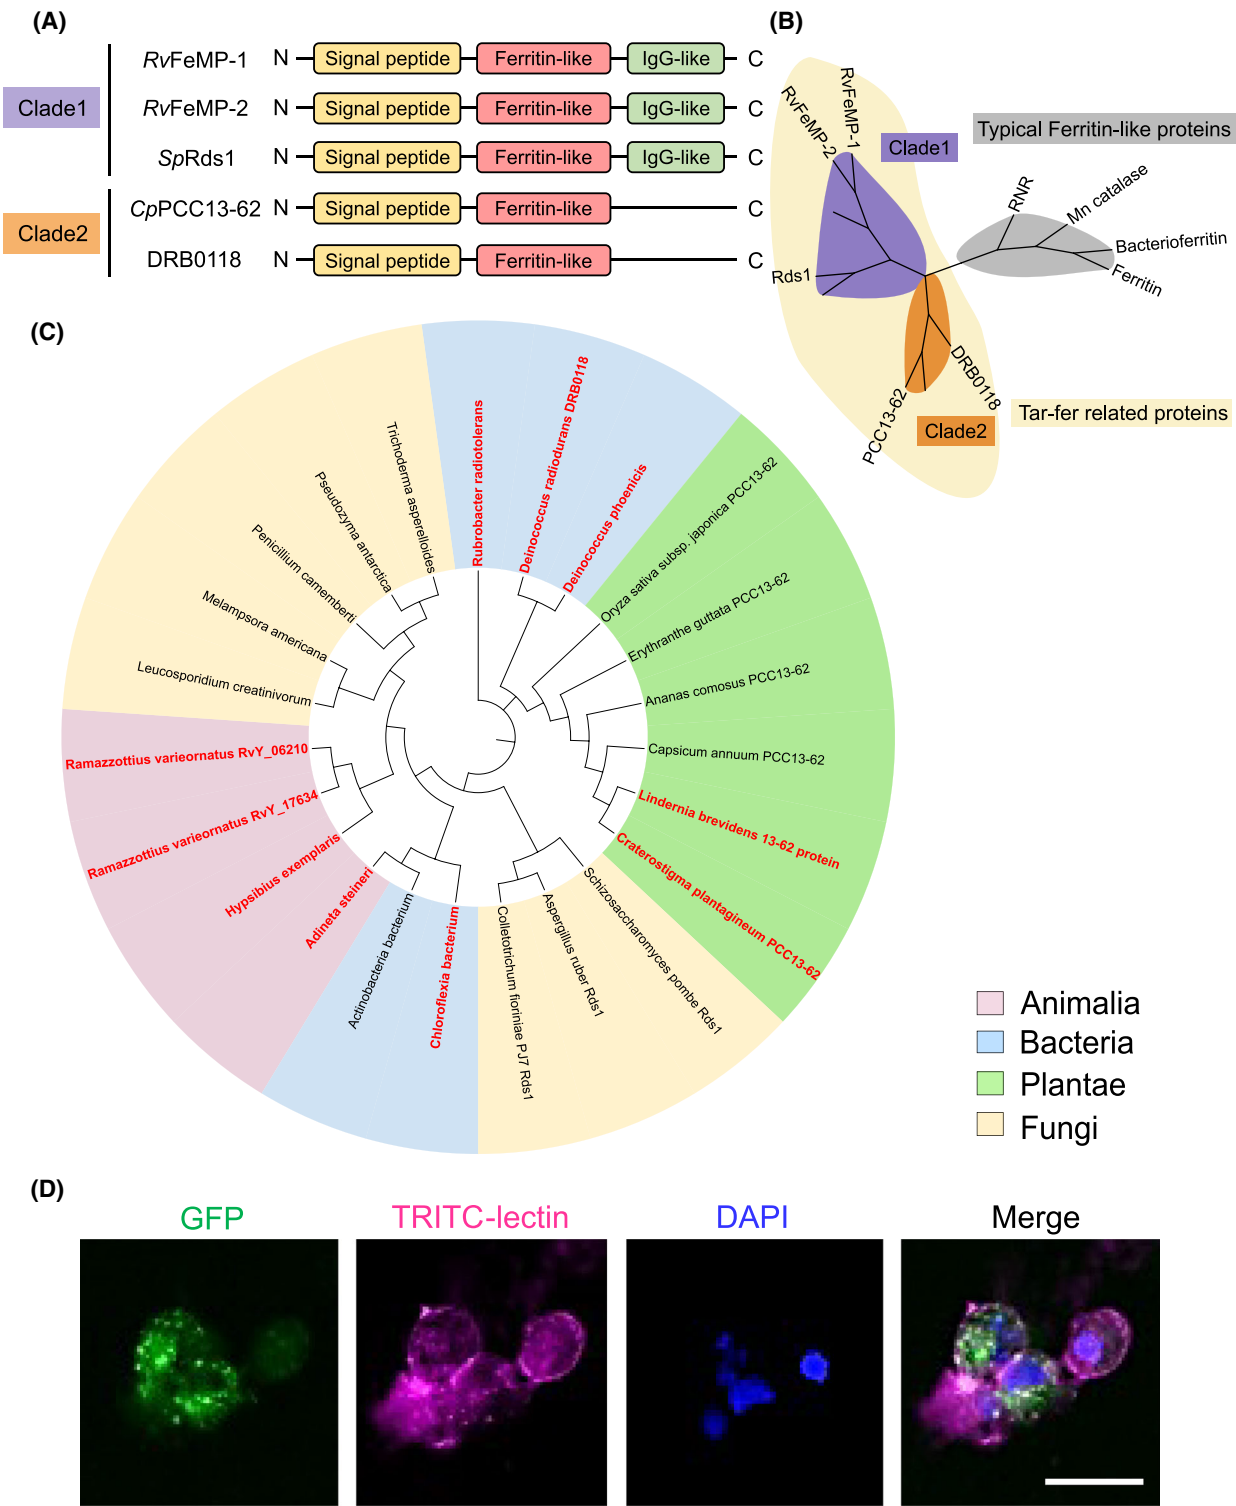 (A)
Clade1
RvFeMP-1 N Signal peptide Ferritin-like IgG-like C
RvFeMP-2 N Signal peptide Ferritin-like IgG-like C
SpRds1 N Signal peptide Ferritin-like IgG-like C
Clade2
CpPCC13-62 N Signal peptide Ferritin-like C
DRB0118 N Signal peptide Ferritin-like C
(B)
RvFeMP-1
RvFeMP-2
Clade1
Typical Ferritin-like proteins
RNR
Mn catalase
Bacterioferritin
Ferritin
Rds1
DRB0118
PCC13-62
Clade2
Tar-fer related proteins
(C)
Rubrobacter radiotolerans
Deinococcus radiodurans DRB0118
Deinococcus phoenicis
Oryza sativa subsp. japonica PCC13-62
Erythranthe guttata PCC13-62
Ananas comosus PCC13-62
Capsicum annuum PCC13-62
Lindernia brevidens 13-62 protein
Craterostigma plantagineum PCC13-62
Schizosaccharomyces pombe Rds1
Aspergillus ruber Rds1
Colletotrichum fioriniae PJ7 Rds1
Chloroflexia bacterium
Actinobacteria bacterium
Adineta steineri
Hypsibius exemplaris
Ramazzottius varieornatus RvY_17634
Ramazzottius varieornatus RvY_06210
Leucosporidium creatinivorum
Melampsora americana
Penicillium camemberti
Pseudozyma antarctica
Trichoderma asperelloides
Animalia
Bacteria
Plantae
Fungi
(D)
GFP
TRITC-lectin
DAPI
Merge